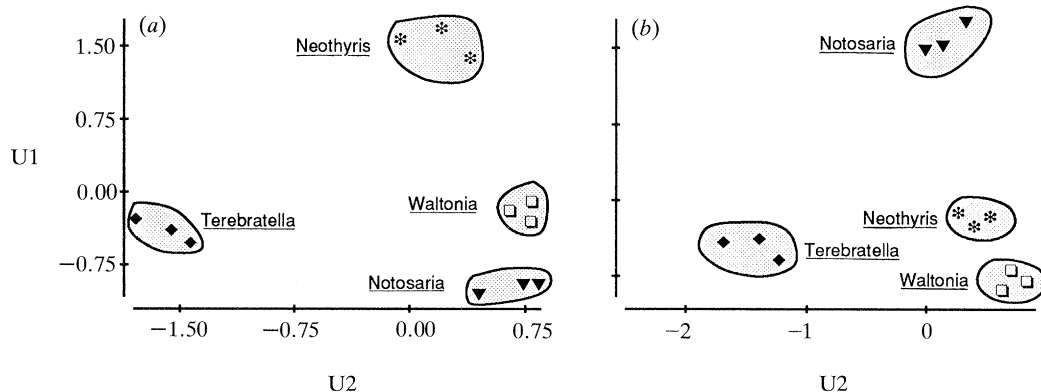 (a)
Neothyris
1.50
0.75
U1
0.00
Waltonia
Terebratella
−0.75
Notosaria
−1.50
−0.75
0.00
0.75
U2
(b)
Notosaria
Neothyris
Terebratella
Waltonia
−2
−1
0
U2